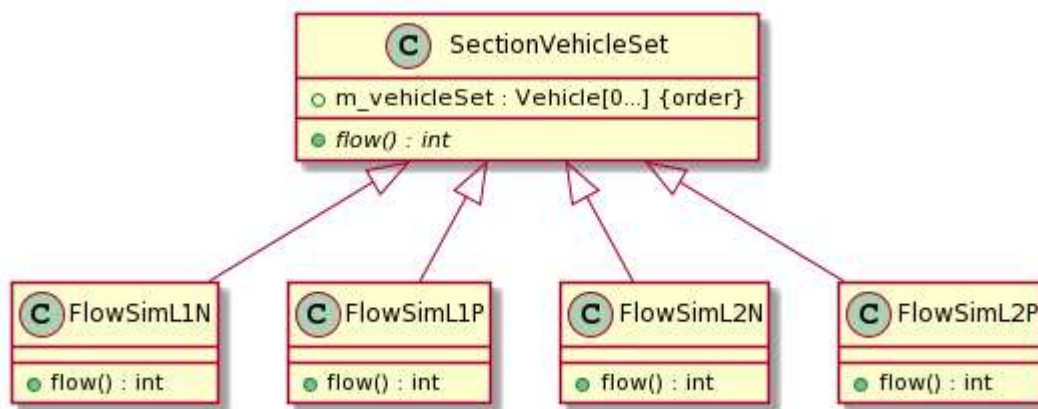 C SectionVehicleSet
m_vehicleSet : Vehicle[0...] {order}
flow() : int
C FlowSimL1N
flow() : int
C FlowSimL1P
flow() : int
C FlowSimL2N
flow() : int
C FlowSimL2P
flow() : int